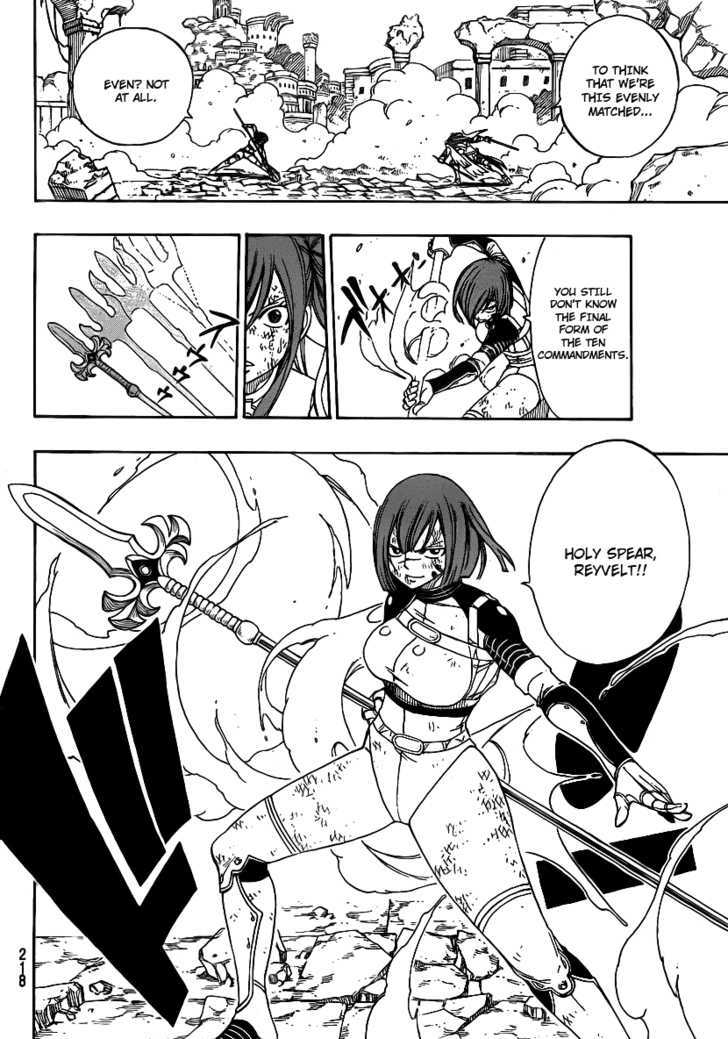 TO THINK
THAT WE'RE
THIS EVENLY
MATCHED...
EVEN? NOT
AT ALL.
YOU STILL
DON'T KNOW
THE FINAL
FORM OF
THE TEN
COMMANDMENTS.
HOLY SPEAR,
REYVELT!!
218